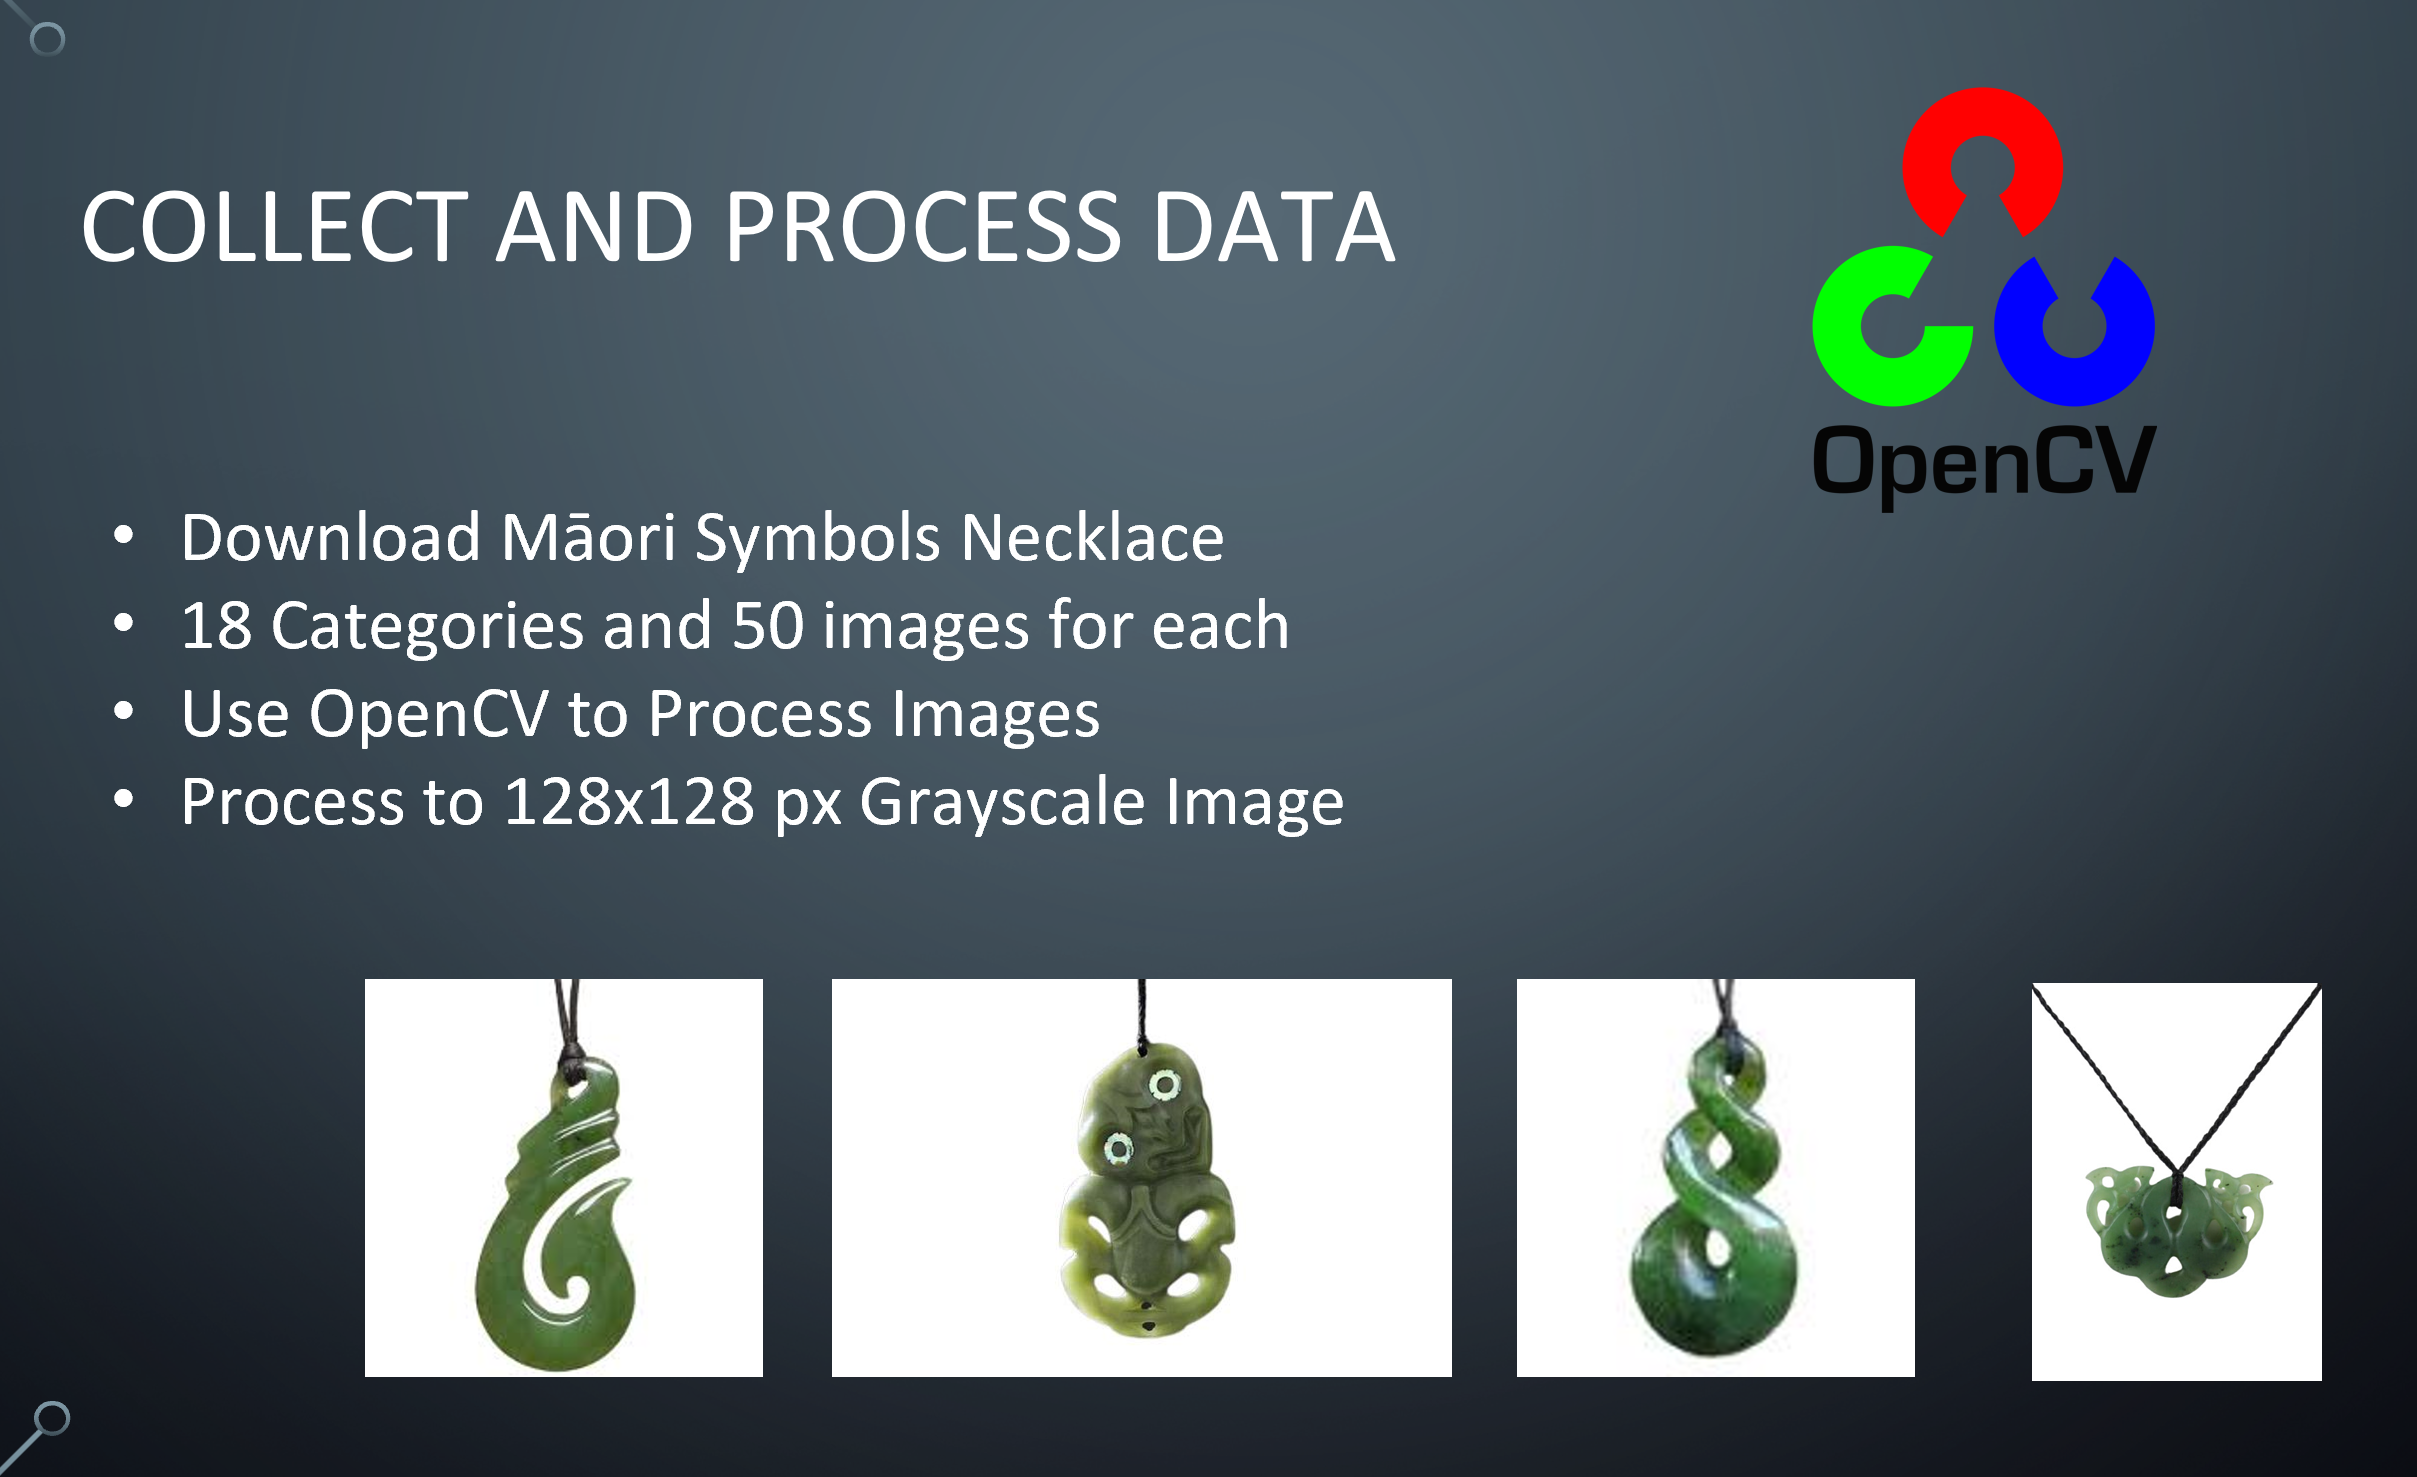 COLLECT AND PROCESS DATA
OpenCV
• Download Māori Symbols Necklace
• 18 Categories and 50 images for each
• Use OpenCV to Process Images
• Process to 128x128 px Grayscale Image